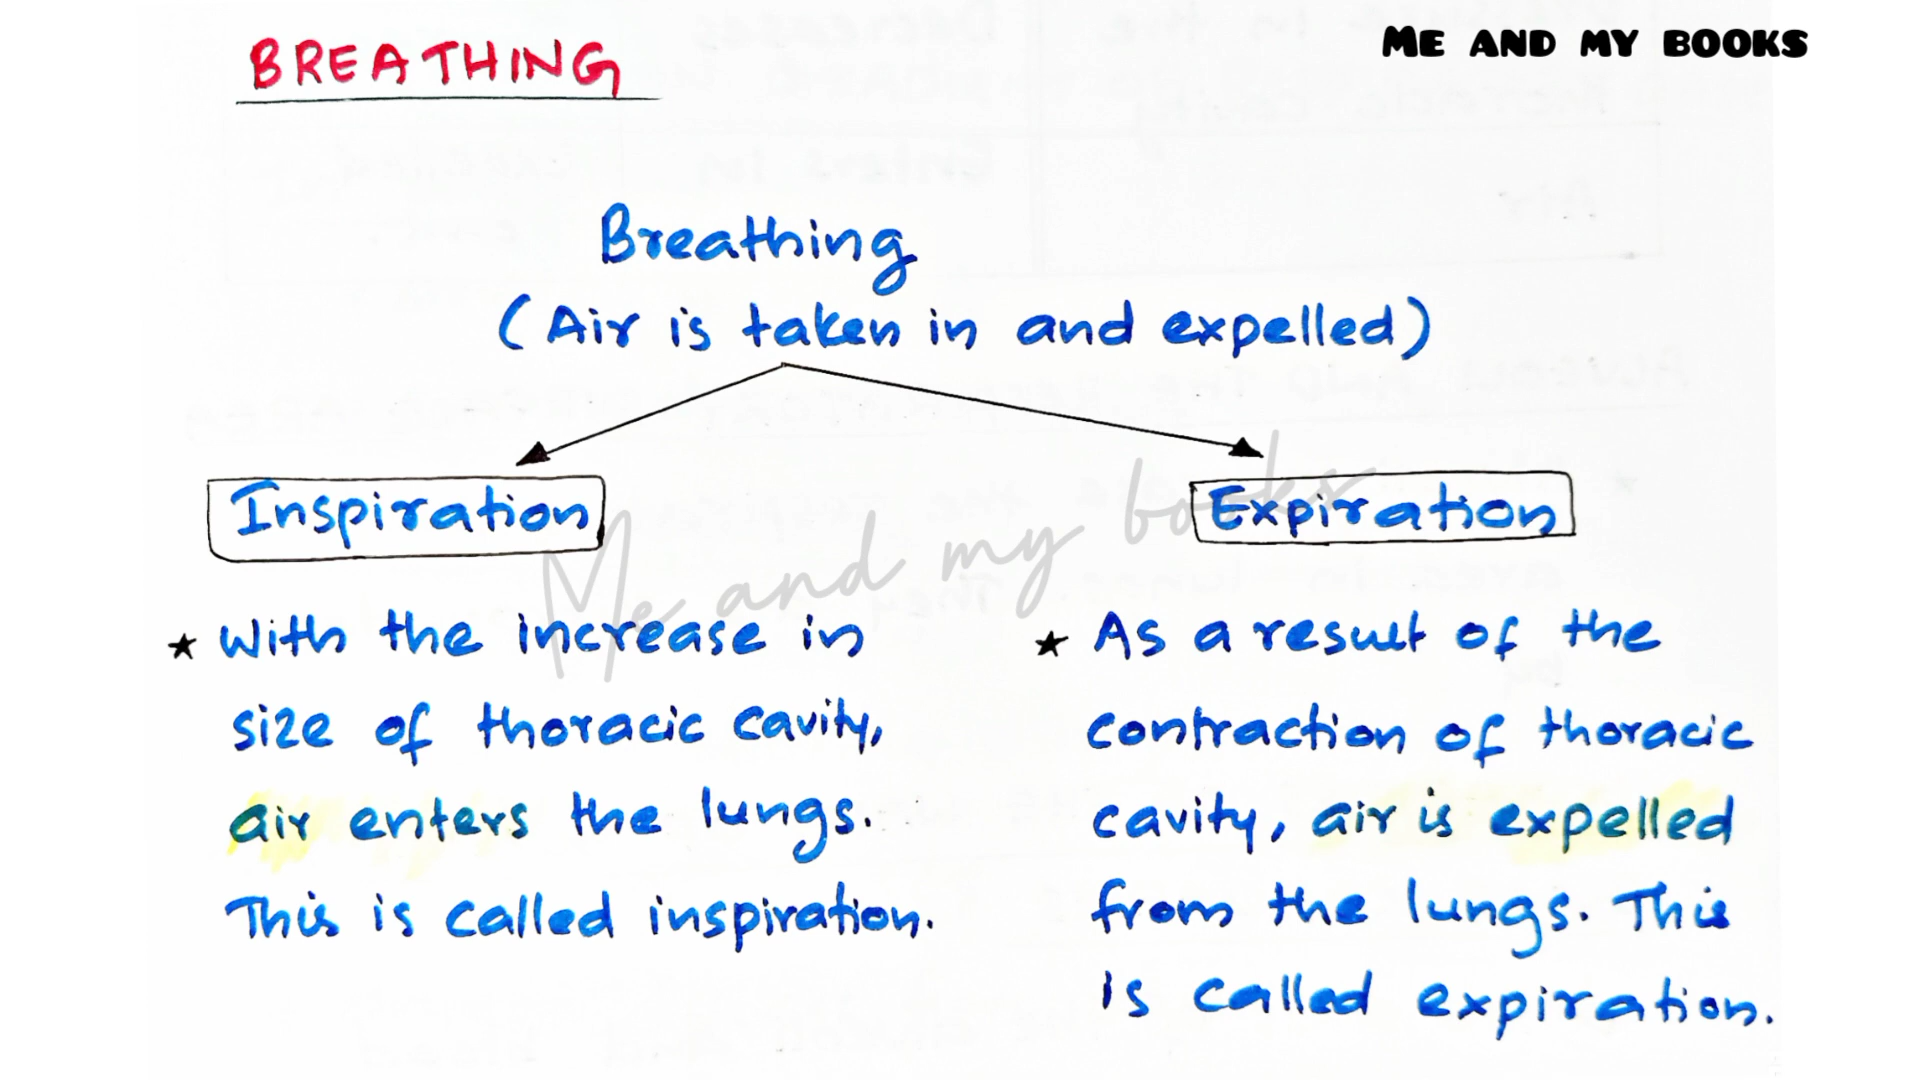 BREATHING
ME AND MY BOOKS
Breathing
(Air is taken in and expelled)
Inspiration
Expiration
Me and my books
★ With the increase in
size of thoracic cavity,
air enters the lungs.
This is called inspiration.
★ As a result of the
contraction of thoracic
cavity, air is expelled
from the lungs. This
is called expiration.